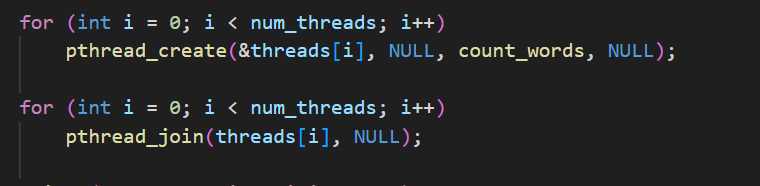 for (int i = 0; i < num_threads; i++)
    pthread_create(&threads[i], NULL, count_words, NULL);
for (int i = 0; i < num_threads; i++)
    pthread_join(threads[i], NULL);